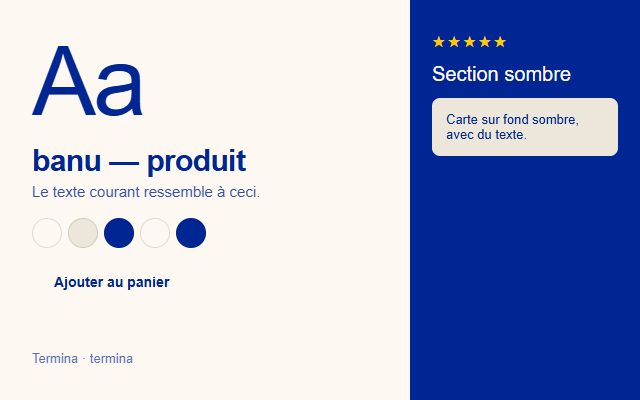 Aa
banu — produit
Le texte courant ressemble à ceci.
Ajouter au panier
Termina · termina
★★★★★
Section sombre
Carte sur fond sombre,
avec du texte.